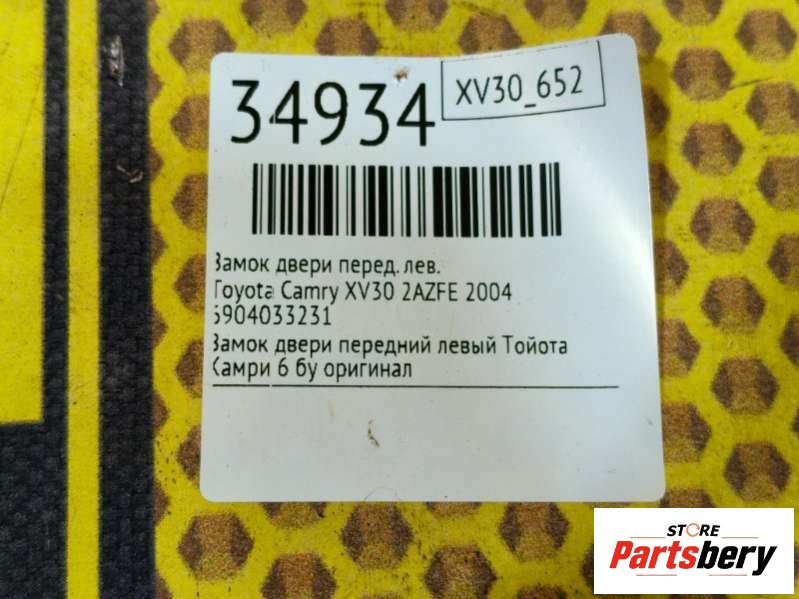 34934
XV30_652
Замок двери перед. лев.
Toyota Camry XV30 2AZFE 2004
6904033231
Замок двери передний левый Тойота
Камри 6 бу оригинал
STORE
Partsbery